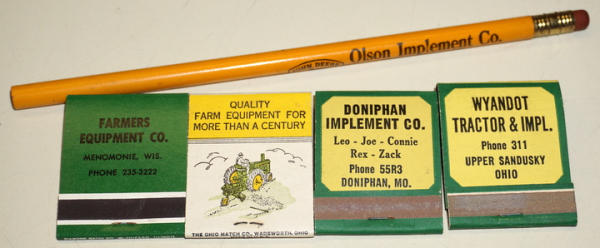 JOHN DEERE
Olson Implement Co.
FARMERS
EQUIPMENT CO.
MENOMONIE, WIS.
PHONE 235-3222
QUALITY
FARM EQUIPMENT FOR
MORE THAN A CENTURY
THE OHIO MATCH CO., WADSWORTH, OHIO
DONIPHAN
IMPLEMENT CO.
Leo - Joe - Connie
Rex - Zack
Phone 55R3
DONIPHAN, MO.
WYANDOT
TRACTOR & IMPL.
Phone 311
UPPER SANDUSKY
OHIO